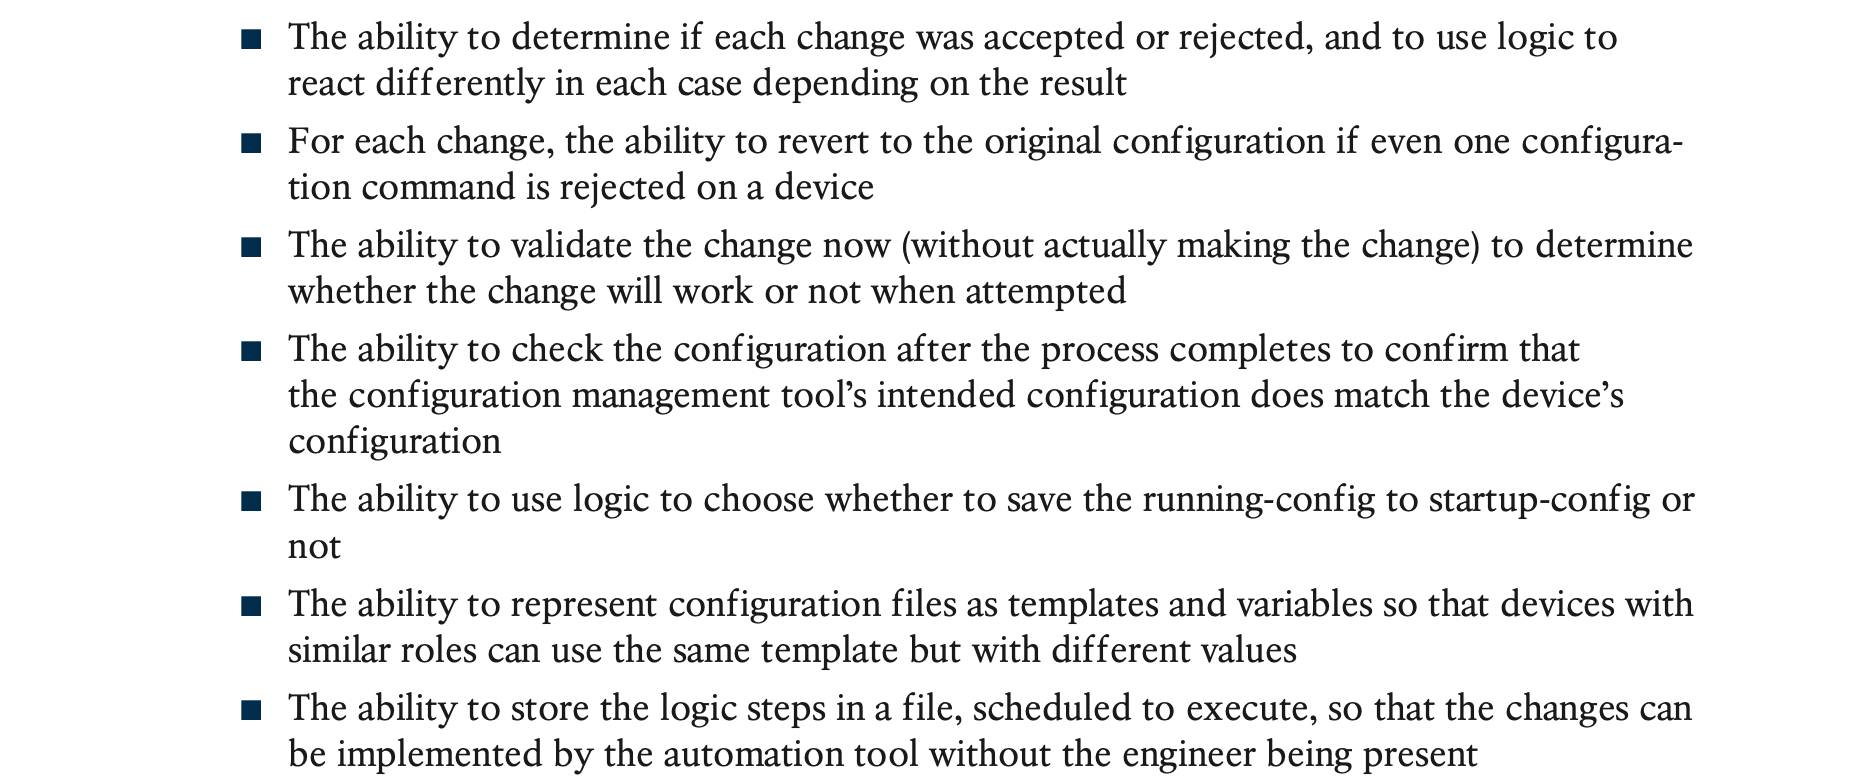 ■ The ability to determine if each change was accepted or rejected, and to use logic to
react differently in each case depending on the result
■ For each change, the ability to revert to the original configuration if even one configura-
tion command is rejected on a device
■ The ability to validate the change now (without actually making the change) to determine
whether the change will work or not when attempted
■ The ability to check the configuration after the process completes to confirm that
the configuration management tool’s intended configuration does match the device’s
configuration
■ The ability to use logic to choose whether to save the running-config to startup-config or
not
■ The ability to represent configuration files as templates and variables so that devices with
similar roles can use the same template but with different values
■ The ability to store the logic steps in a file, scheduled to execute, so that the changes can
be implemented by the automation tool without the engineer being present